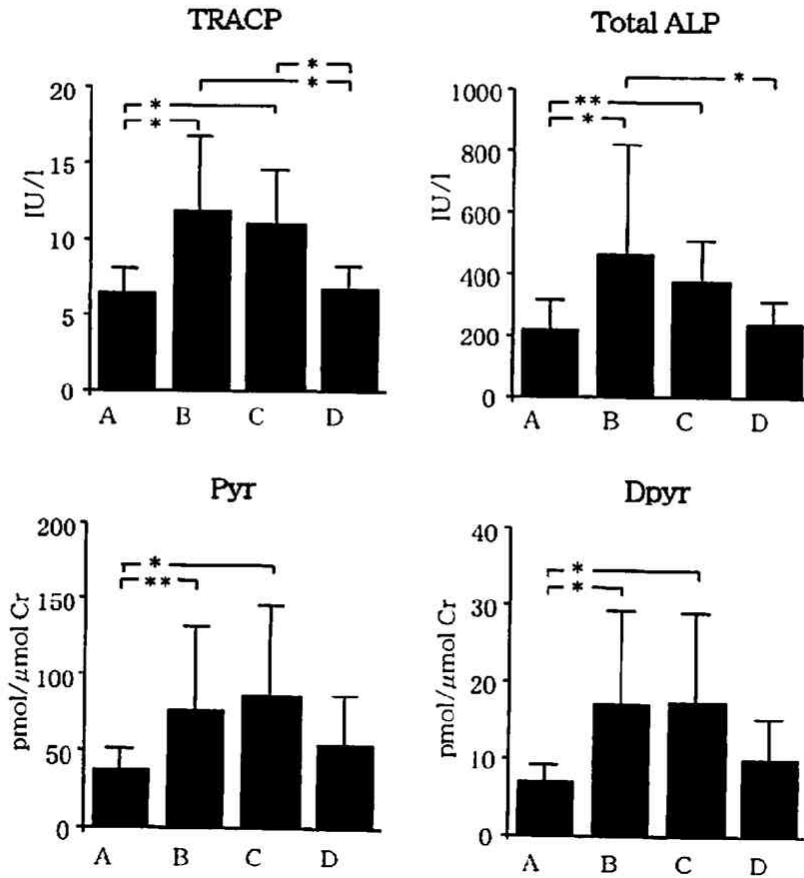 TRACP
IU/l
20
15
10
5
0
*
*
*
*
A B C D
Total ALP
IU/l
1000
800
600
400
200
0
*
**
*
A B C D
Pyr
pmol/μmol Cr
200
150
100
50
0
*
**
A B C D
Dpyr
pmol/μmol Cr
40
30
20
10
0
*
*
A B C D